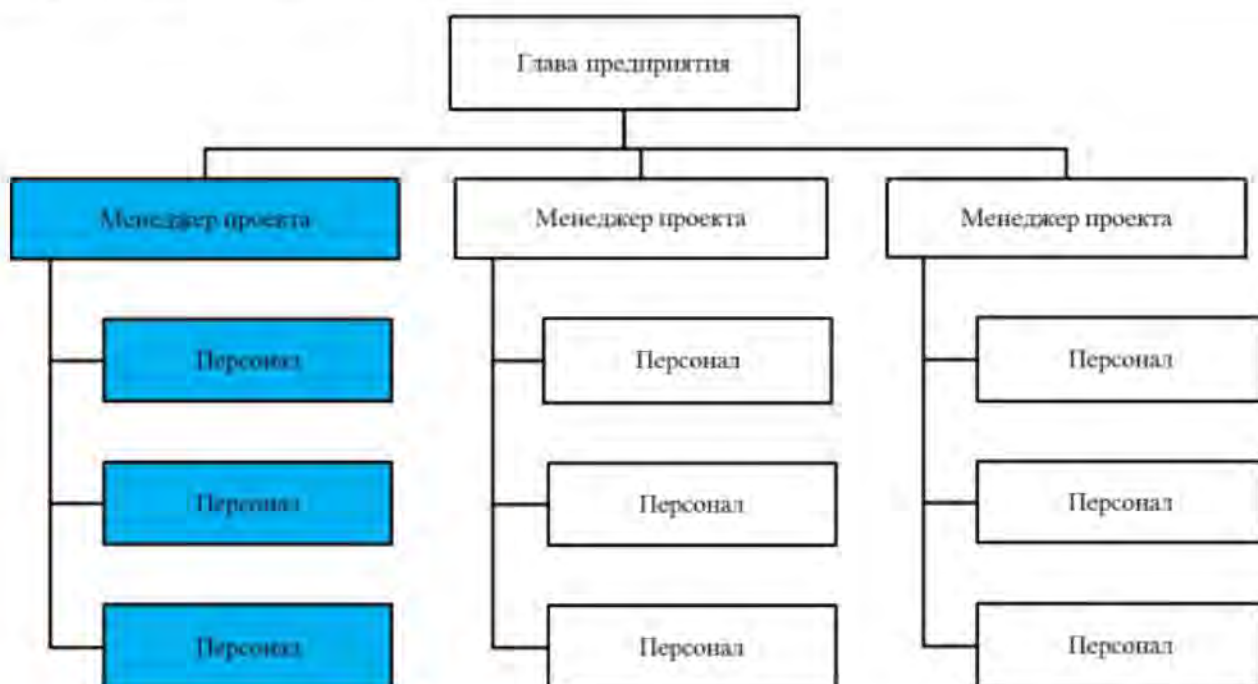 Глава предприятия
Менеджер проекта
Менеджер проекта
Менеджер проекта
Персонал
Персонал
Персонал
Персонал
Персонал
Персонал
Персонал
Персонал
Персонал